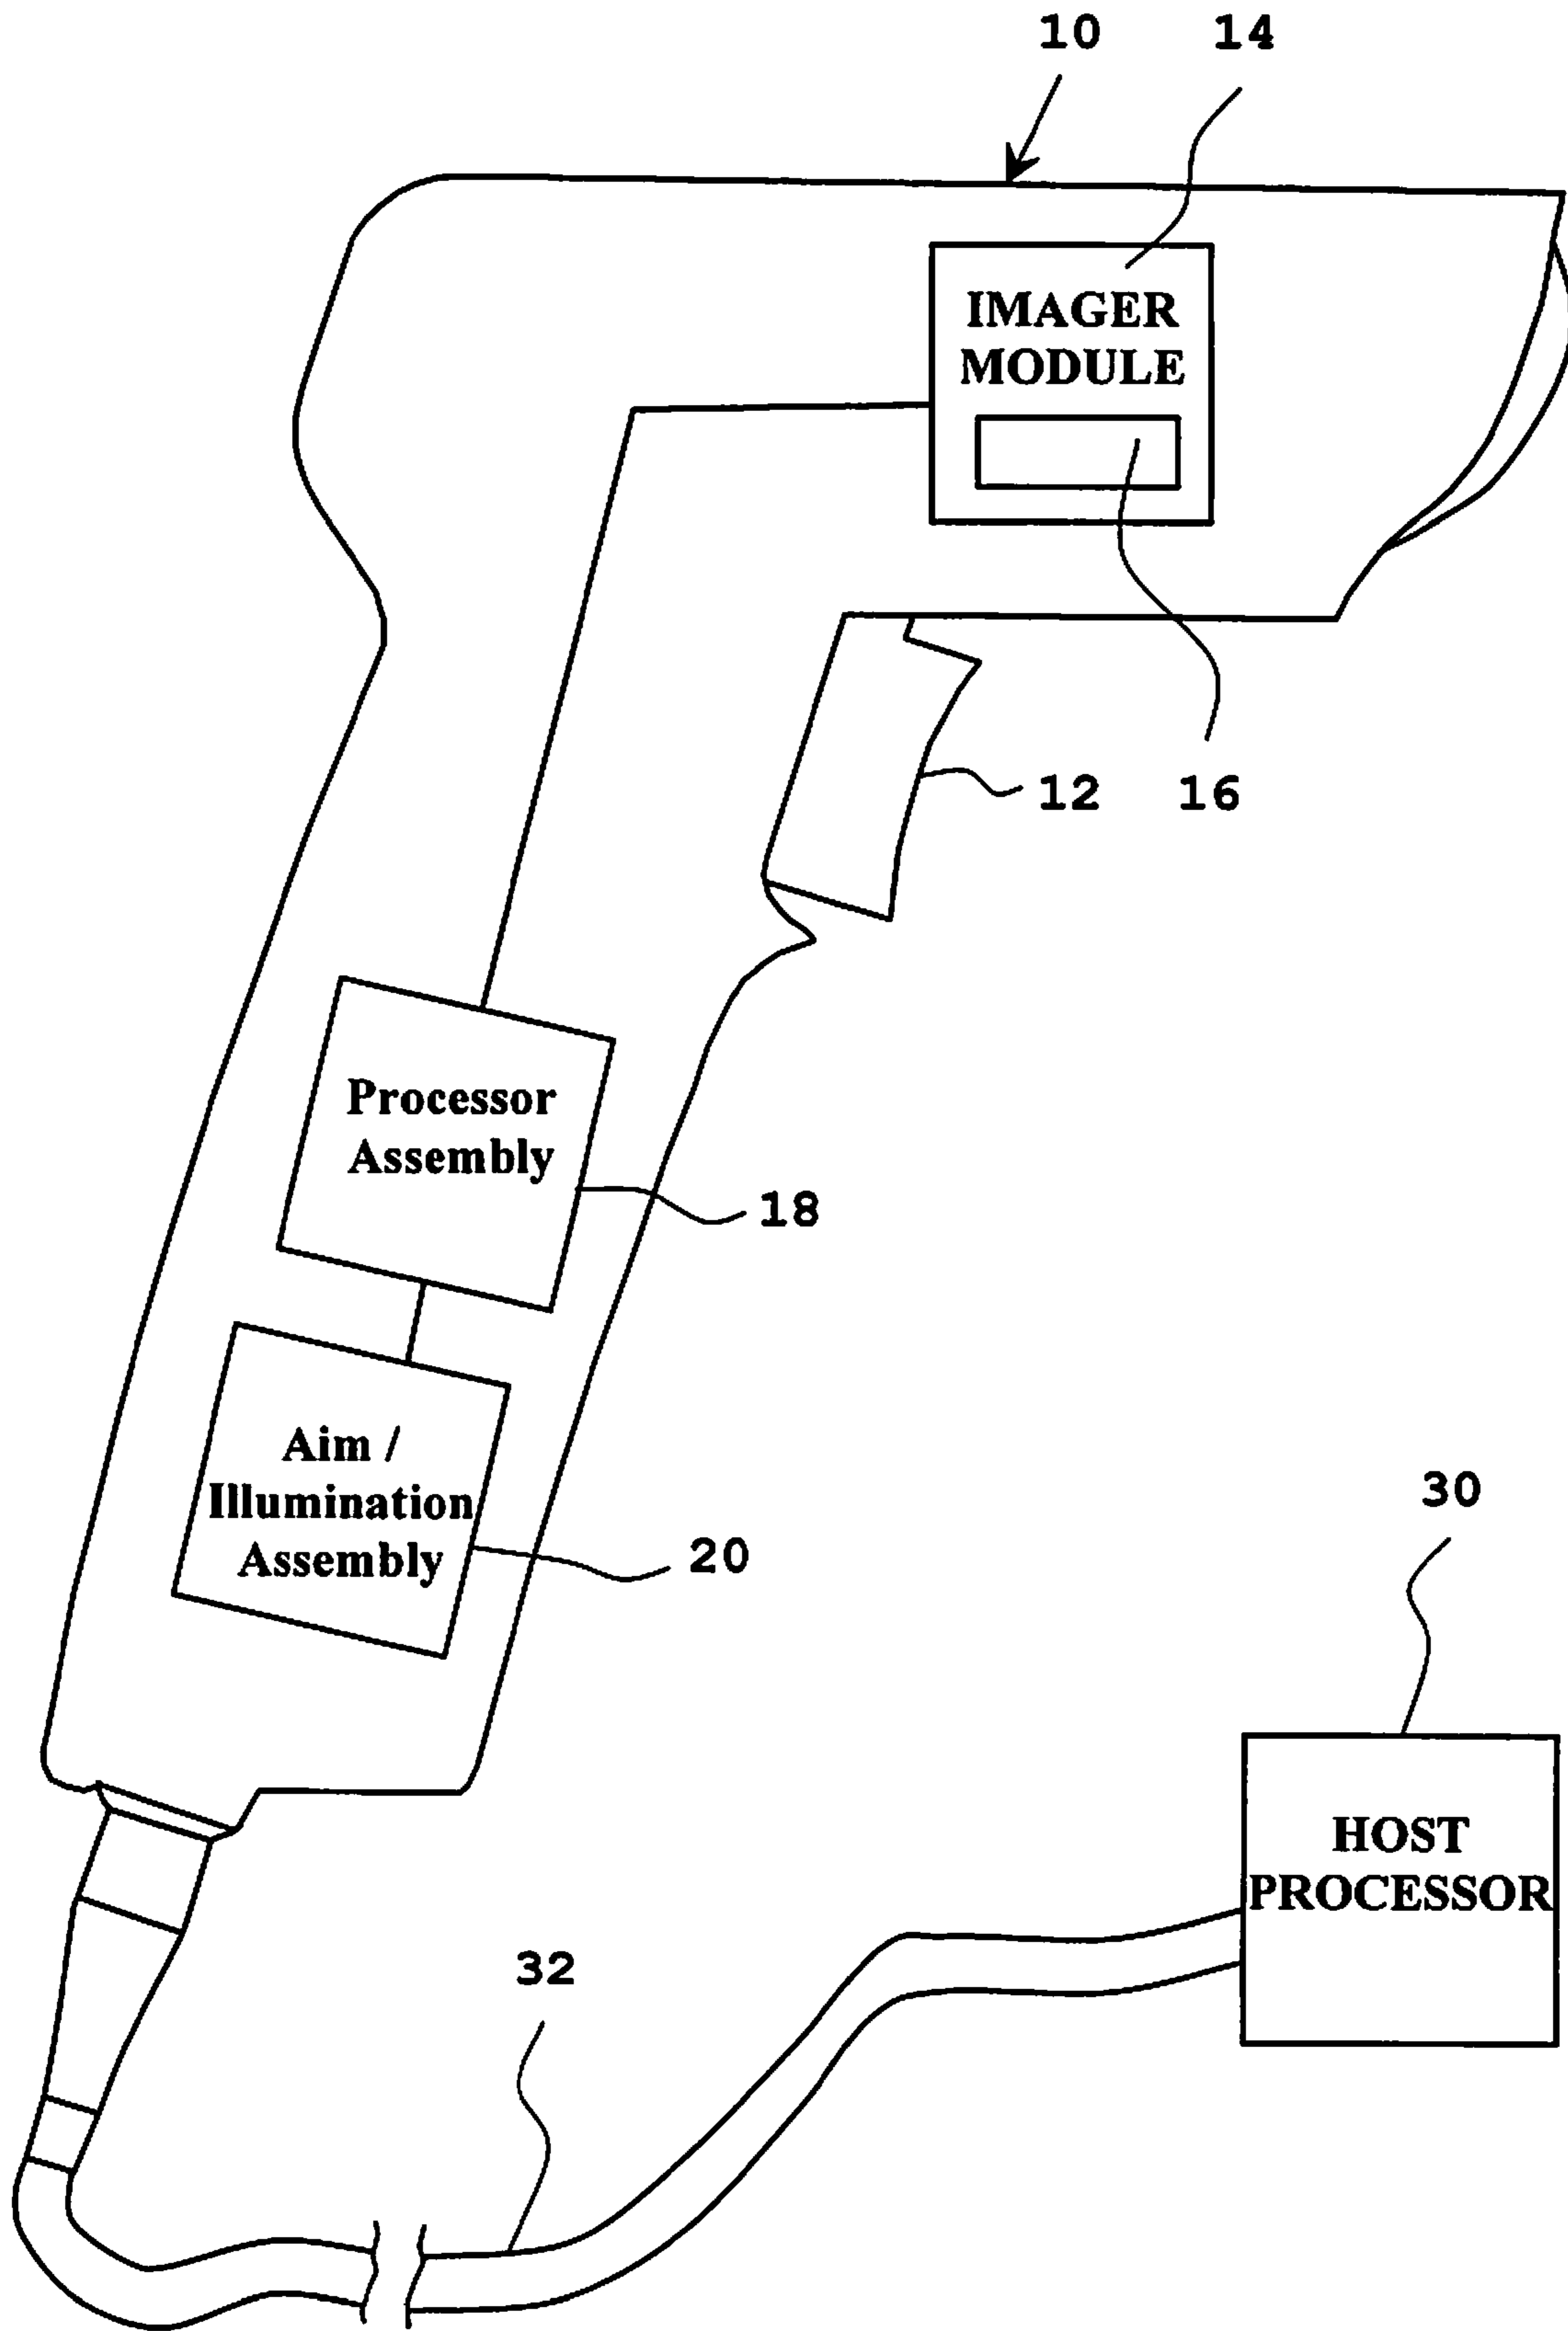 10
14
IMAGER
MODULE
12
16
Processor
Assembly
18
Aim /
Illumination
Assembly
20
30
HOST
PROCESSOR
32